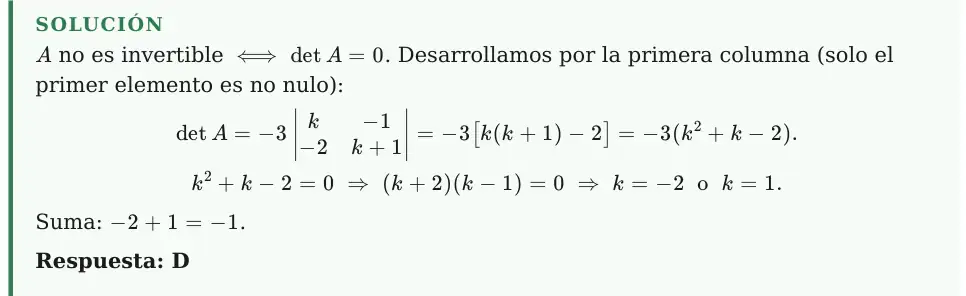 SOLUCIÓN
A no es invertible ⟺ det A = 0. Desarrollamos por la primera columna (solo el
primer elemento es no nulo):
det A = −3 |k −1; −2 k + 1| = −3[k(k + 1) − 2] = −3(k² + k − 2).
k² + k − 2 = 0 ⇒ (k + 2)(k − 1) = 0 ⇒ k = −2 o k = 1.
Suma: −2 + 1 = −1.
Respuesta: D